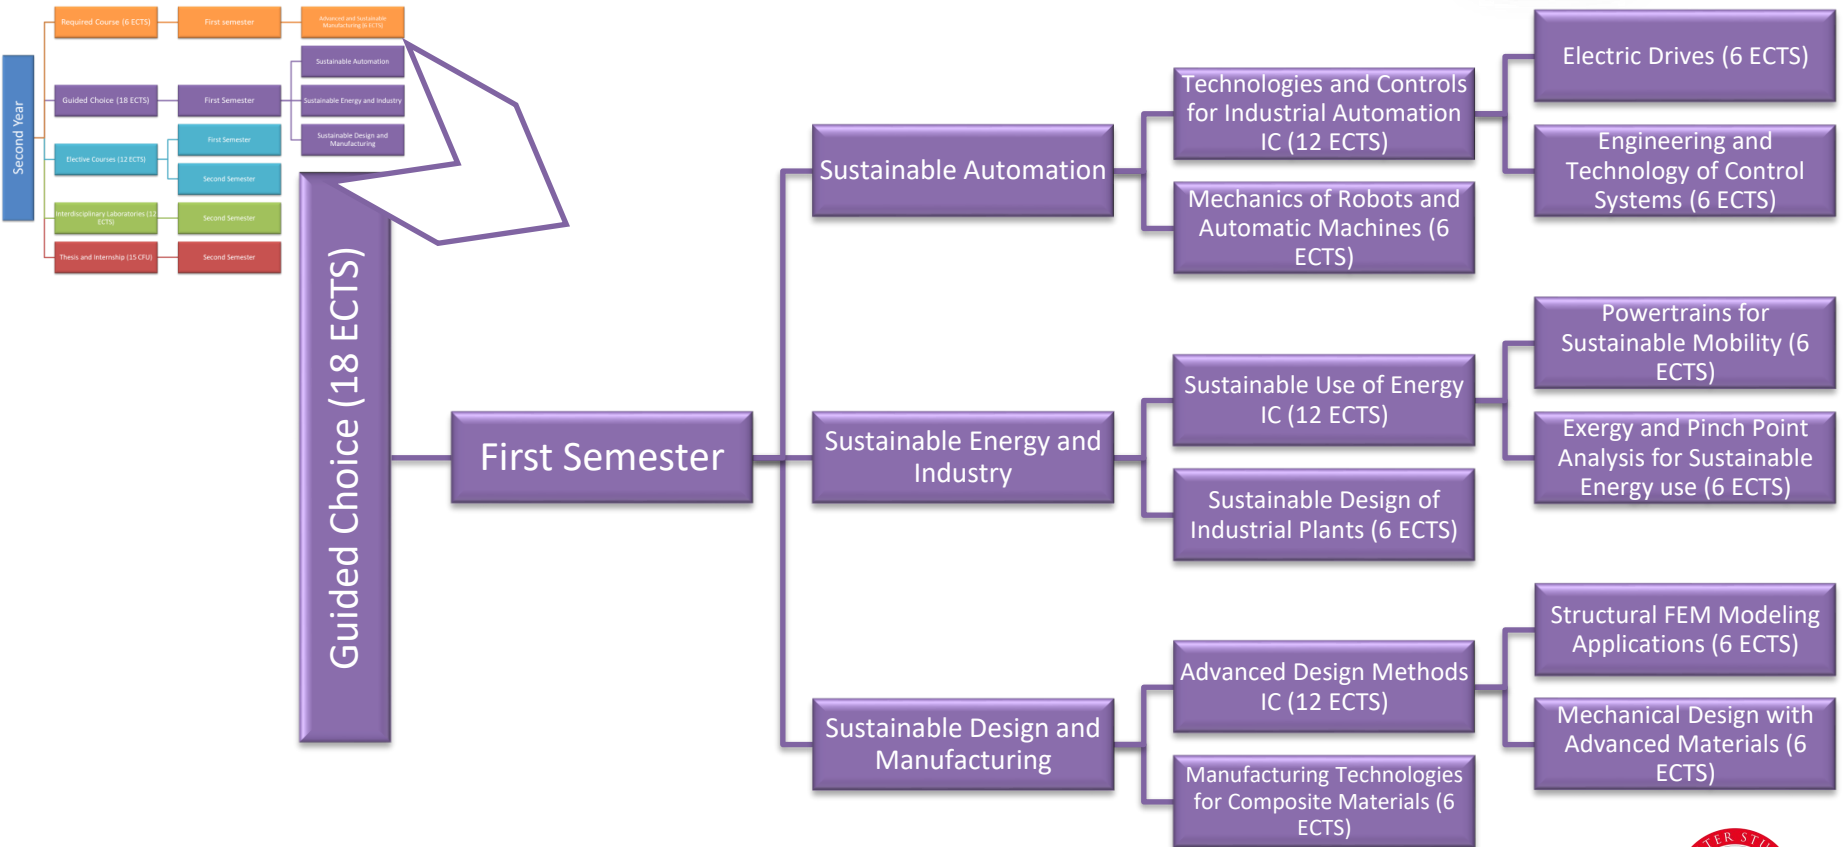 Second Year
Required Course (6 ECTS)
First semester
Advanced and Sustainable
Manufacturing (6 ECTS)
Guided Choice (18 ECTS)
First Semester
Sustainable Automation
Sustainable Energy and Industry
Sustainable Design and
Manufacturing
Elective Courses (12 ECTS)
First Semester
Second Semester
Interdisciplinary Laboratories (12
ECTS)
Second Semester
Thesis and Internship (15 CFU)
Second Semester
Guided Choice (18 ECTS)
First Semester
Sustainable Automation
Technologies and Controls
for Industrial Automation
IC (12 ECTS)
Electric Drives (6 ECTS)
Engineering and
Technology of Control
Systems (6 ECTS)
Mechanics of Robots and
Automatic Machines (6
ECTS)
Sustainable Energy and
Industry
Sustainable Use of Energy
IC (12 ECTS)
Powertrains for
Sustainable Mobility (6
ECTS)
Exergy and Pinch Point
Analysis for Sustainable
Energy use (6 ECTS)
Sustainable Design of
Industrial Plants (6 ECTS)
Sustainable Design and
Manufacturing
Advanced Design Methods
IC (12 ECTS)
Structural FEM Modeling
Applications (6 ECTS)
Mechanical Design with
Advanced Materials (6
ECTS)
Manufacturing Technologies
for Composite Materials (6
ECTS)